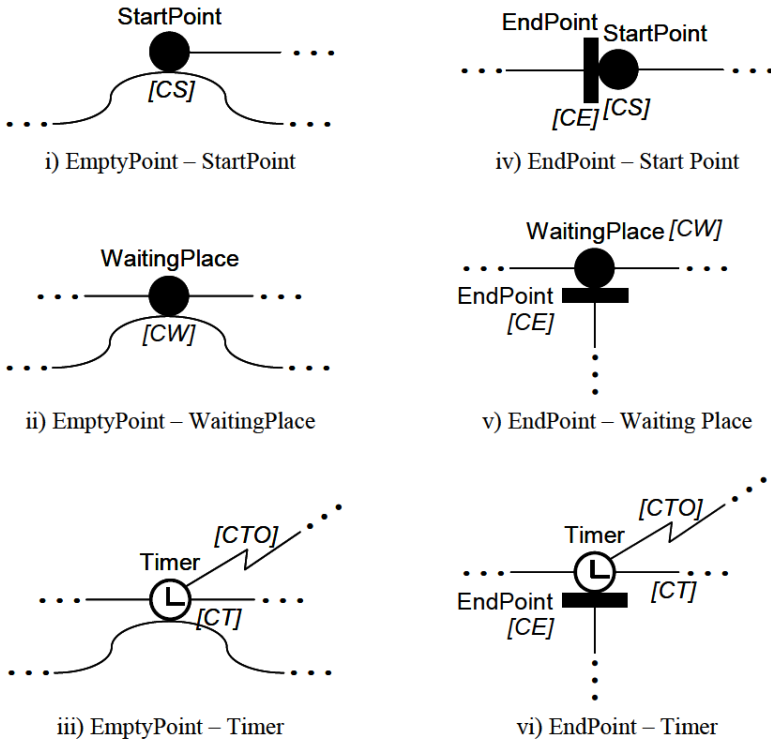 StartPoint
[CS]
i) EmptyPoint – StartPoint
EndPoint
StartPoint
[CE]
[CS]
iv) EndPoint – Start Point
WaitingPlace
[CW]
ii) EmptyPoint – WaitingPlace
WaitingPlace [CW]
EndPoint
[CE]
v) EndPoint – Waiting Place
[CTO]
Timer
[CT]
iii) EmptyPoint – Timer
[CTO]
Timer
[CT]
EndPoint
[CE]
vi) EndPoint – Timer